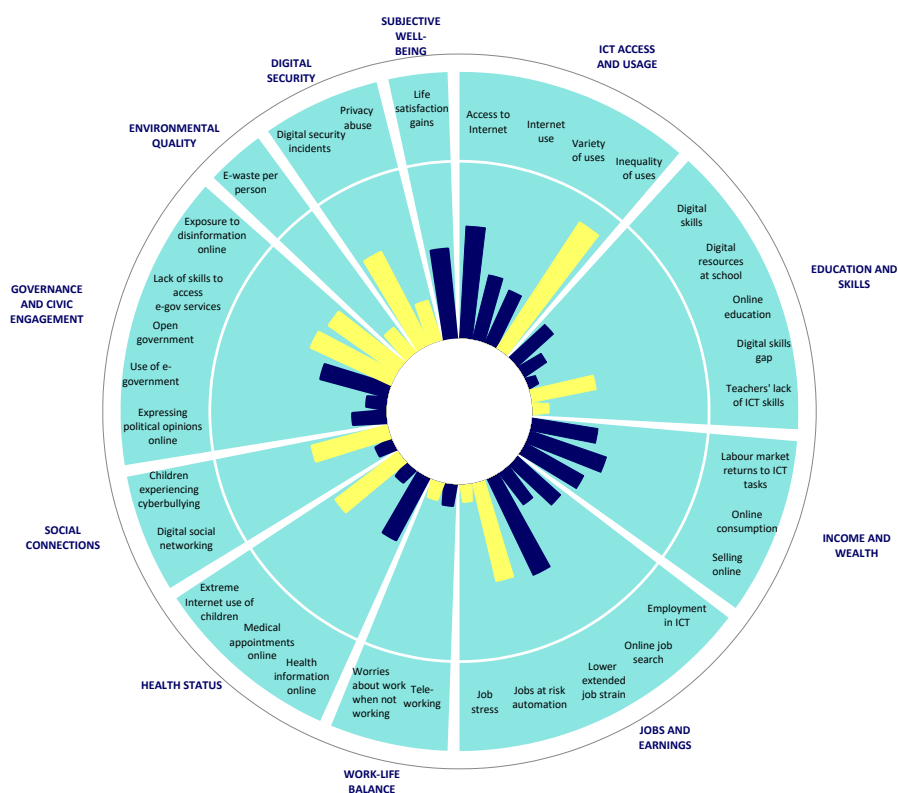 SUBJECTIVE
WELL-
BEING
ICT ACCESS
AND USAGE
Life
satisfaction
gains
Access to
Internet
Internet
use
Variety
of uses
Inequality
of uses
EDUCATION AND
SKILLS
Digital
skills
Digital
resources
at school
Online
education
Digital skills
gap
Teachers' lack
of ICT skills
INCOME AND
WEALTH
Labour market
returns to ICT
tasks
Online
consumption
Selling
online
JOBS AND
EARNINGS
Employment
in ICT
Online job
search
Lower
extended
job strain
Jobs at risk
automation
Job
stress
WORK-LIFE
BALANCE
Tele-
working
Worries
about work
when not
working
HEALTH STATUS
Health
information
online
Medical
appointments
online
Extreme
Internet use of
children
SOCIAL
CONNECTIONS
Digital social
networking
Children
experiencing
cyberbullying
GOVERNANCE
AND CIVIC
ENGAGEMENT
Expressing
political opinions
online
Use of e-
government
Open
government
Lack of skills to
access
e-gov services
Exposure to
disinformation
online
ENVIRONMENTAL
QUALITY
E-waste per
person
DIGITAL
SECURITY
Digital security
incidents
Privacy
abuse